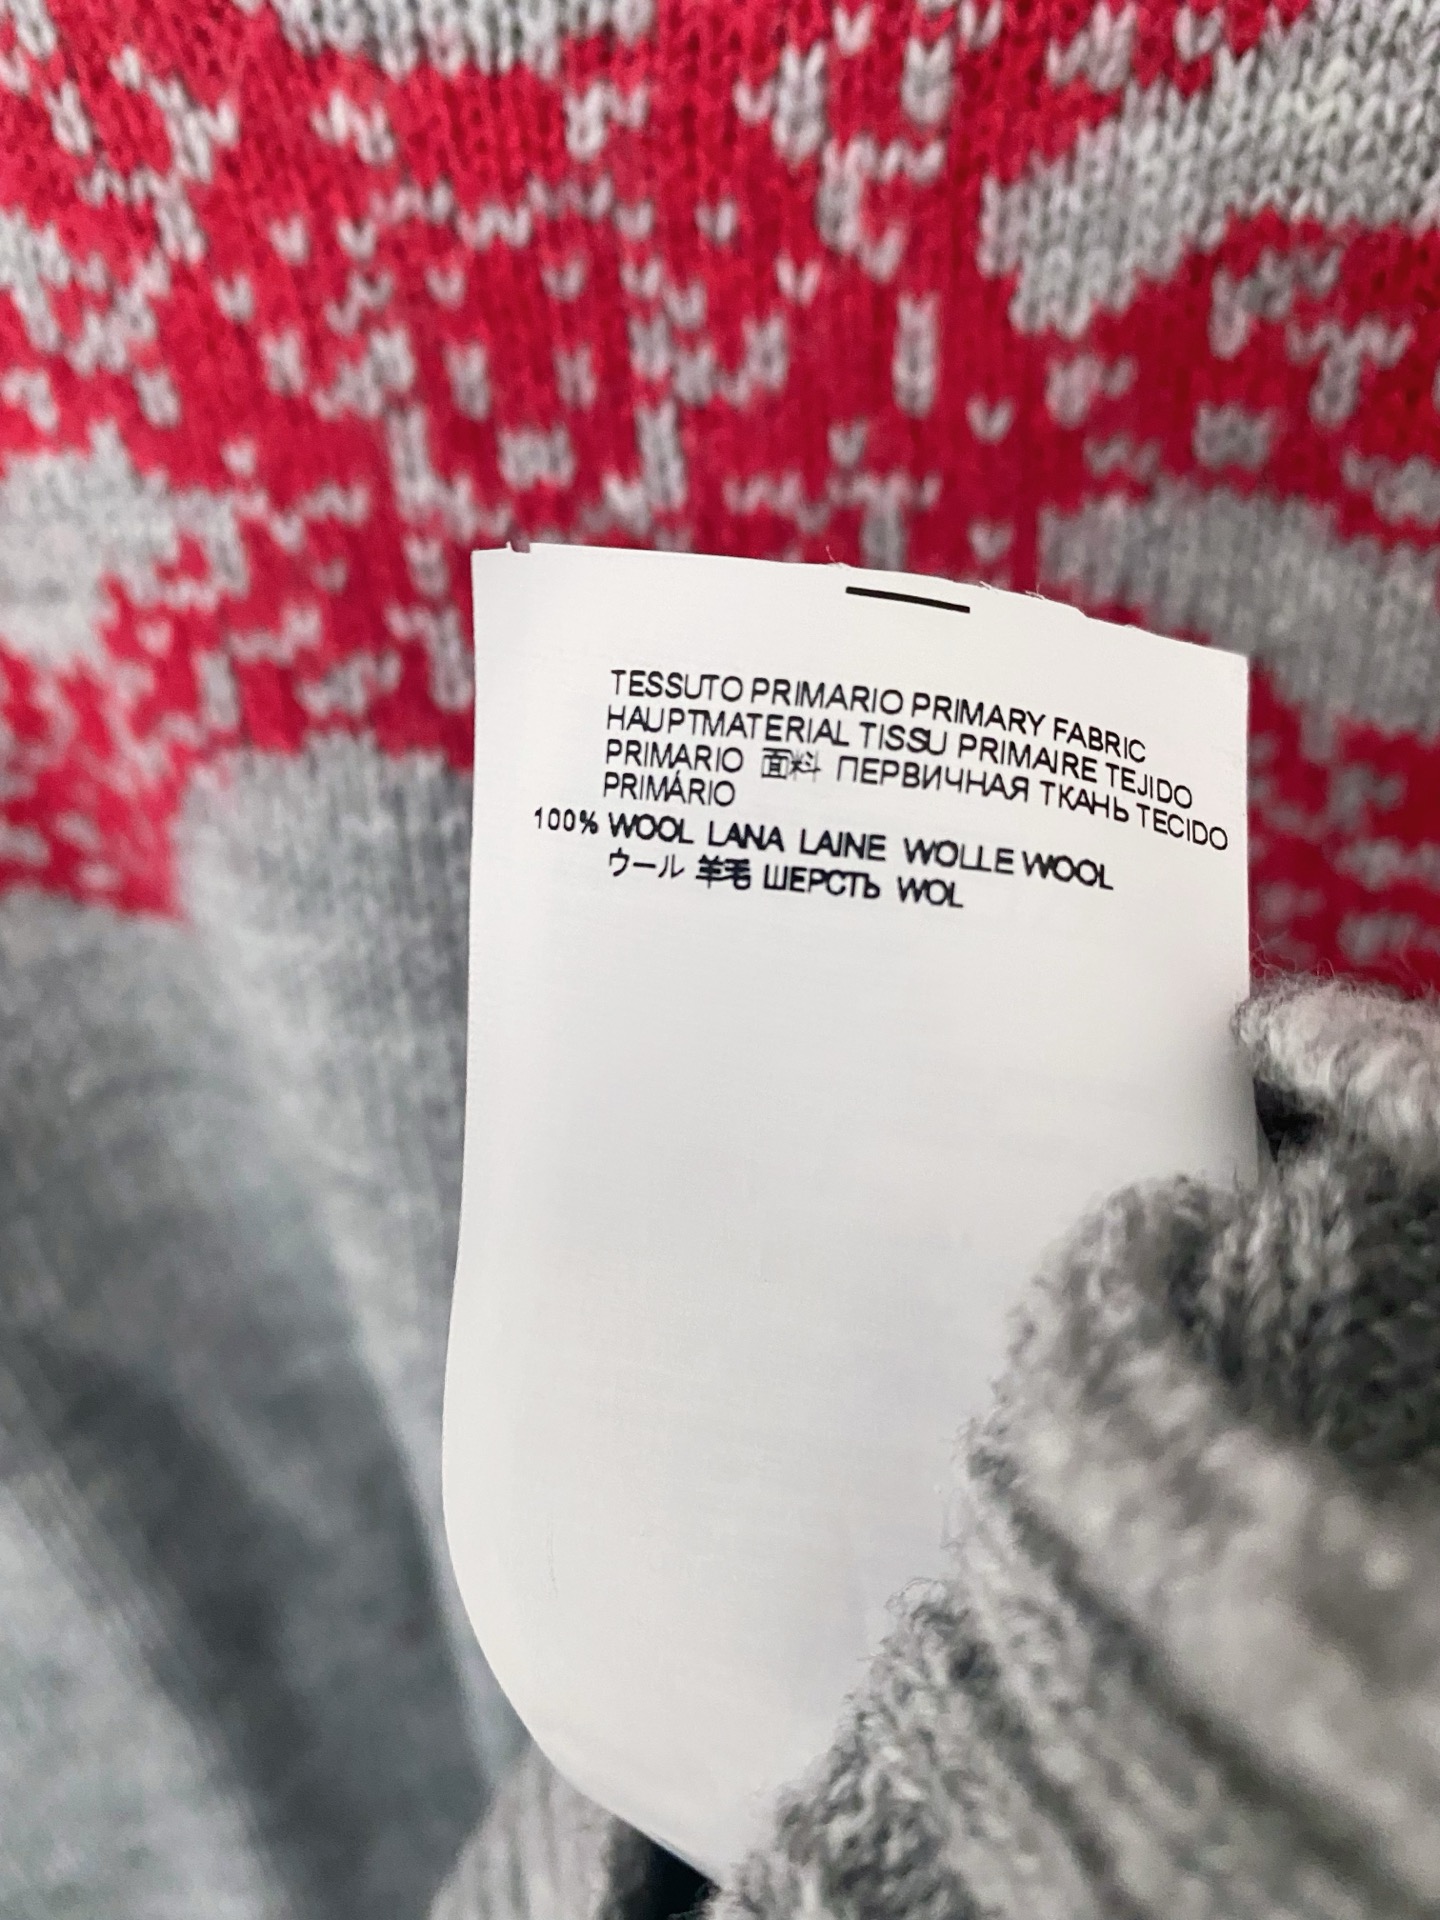 TESSUTO PRIMARIO PRIMARY FABRIC
HAUPTMATERIAL TISSU PRIMAIRE TEJIDO
PRIMARIO 面料 ПЕРВИЧНАЯ ТКАНЬ TECIDO
PRIMÁRIO
100% WOOL LANA LAINE WOLLE WOOL
ウール 羊毛 ШЕРСТЬ WOL